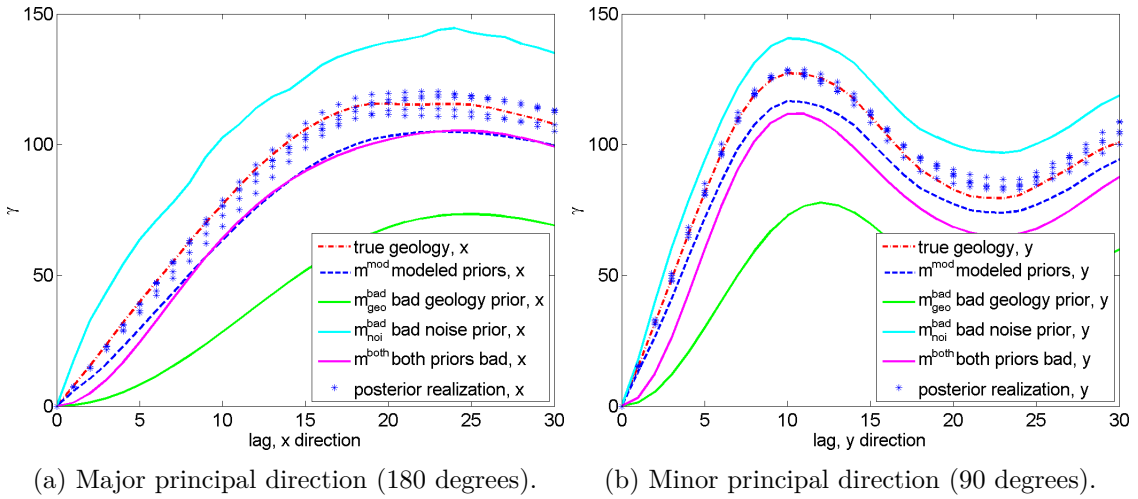 150
100
50
0
γ
0 5 10 15 20 25 30
lag, x direction
true geology, x
m^mod modeled priors, x
m^bad_geo bad geology prior, x
m^bad_noi bad noise prior, x
m^both both priors bad, x
posterior realization, x
(a) Major principal direction (180 degrees).
150
100
50
0
γ
0 5 10 15 20 25 30
lag, y direction
true geology, y
m^mod modeled priors, y
m^bad_geo bad geology prior, y
m^bad_noi bad noise prior, y
m^both both priors bad, y
posterior realization, y
(b) Minor principal direction (90 degrees).